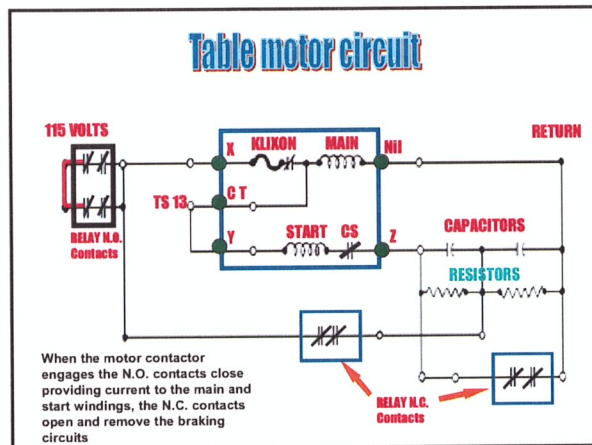 Table motor circuit
115 VOLTS
RETURN
X
KLIXON
MAIN
Nil
TS 13
C T
Y
START
CS
Z
CAPACITORS
RESISTORS
RELAY N.O.
Contacts
When the motor contactor
engages the N.O. contacts close
providing current to the main and
start windings, the N.C. contacts
open and remove the braking
circuits
RELAY N.C.
Contacts